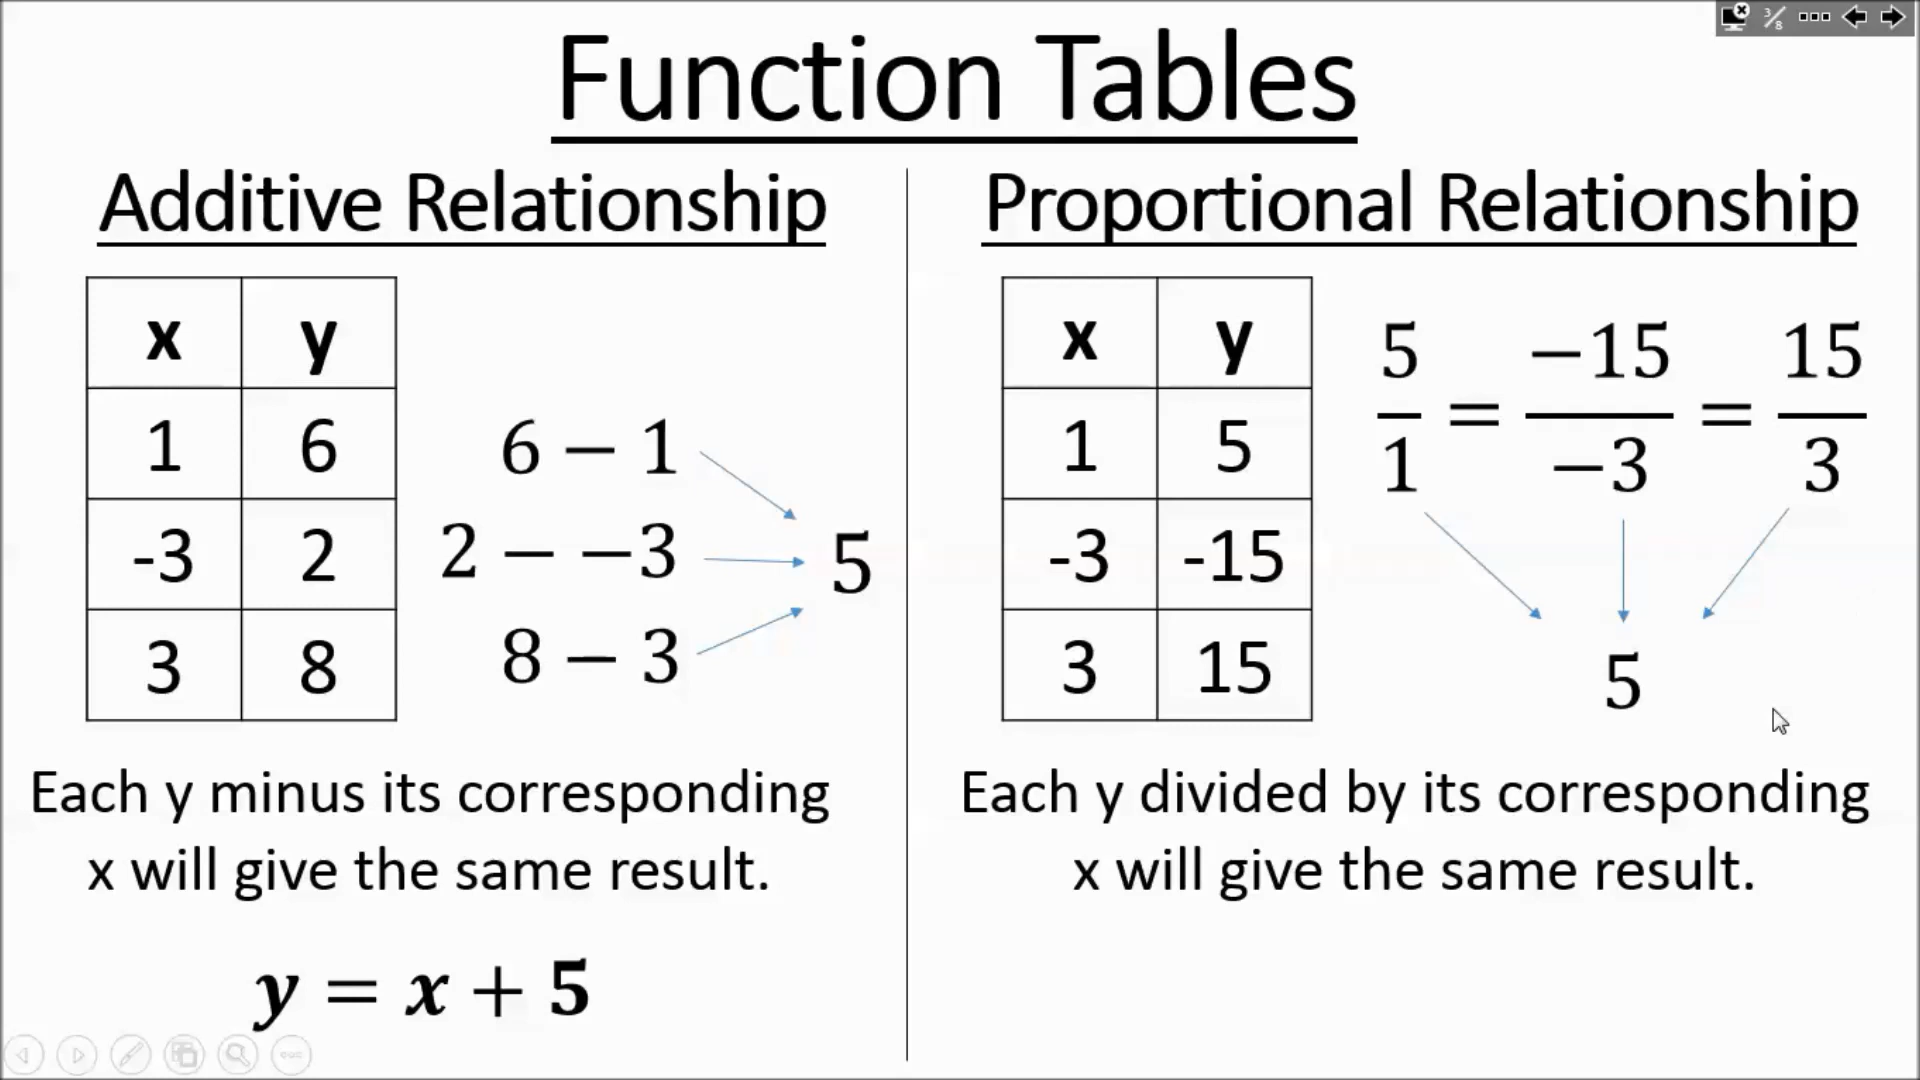 3/8
Function Tables
Additive Relationship
x y
1 6
-3 2
3 8
6 − 1
2 − −3
8 − 3
5
Each y minus its corresponding
x will give the same result.
y = x + 5
Proportional Relationship
x y
1 5
-3 -15
3 15
5/1 = −15/−3 = 15/3
5
Each y divided by its corresponding
x will give the same result.